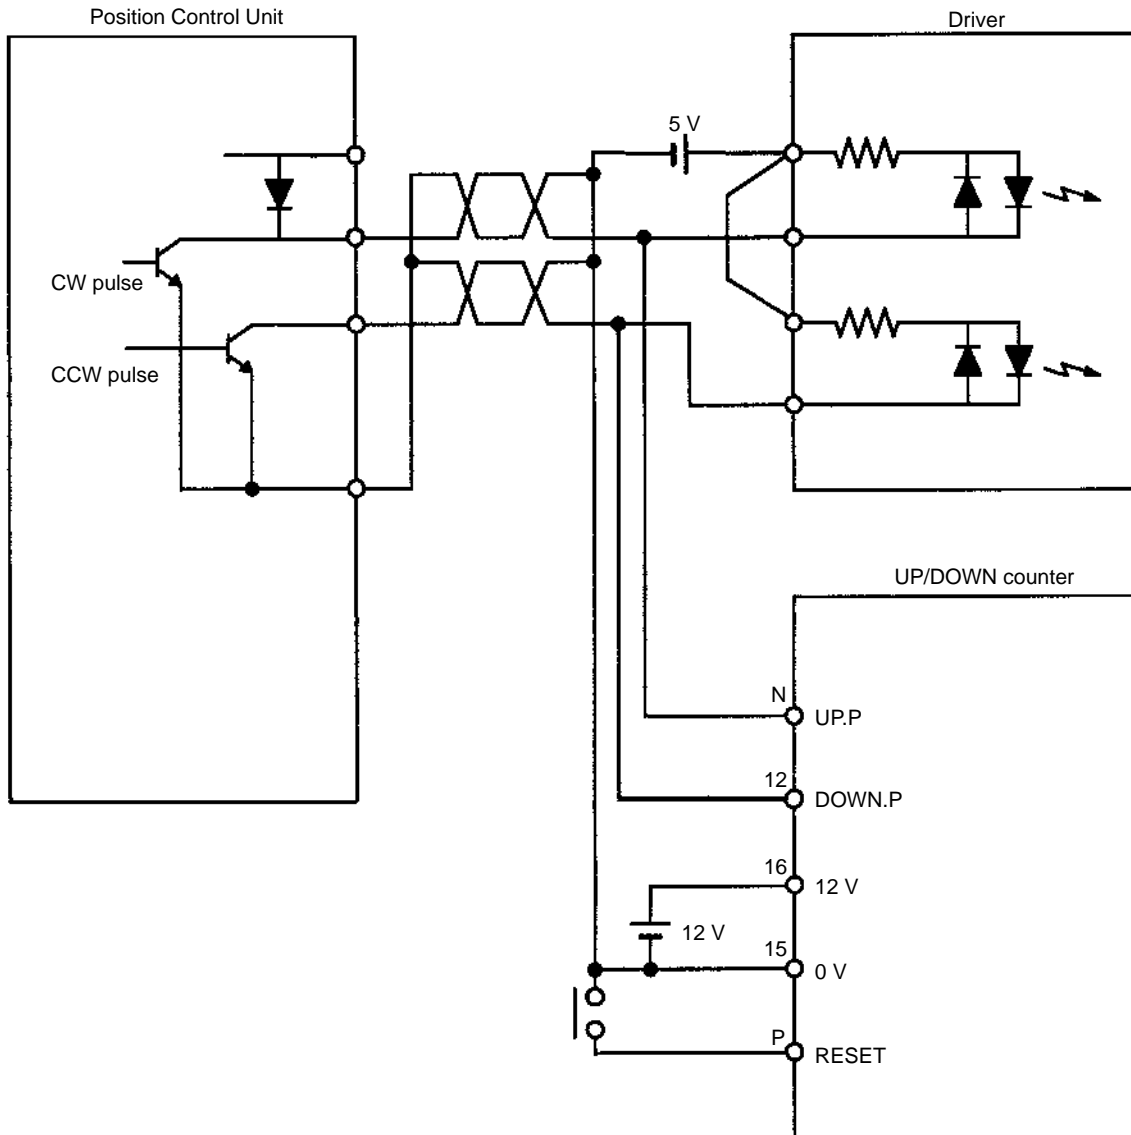 Position Control Unit
Driver
5 V
CW pulse
CCW pulse
UP/DOWN counter
N
UP.P
12
DOWN.P
16
12 V
12 V
15
0 V
P
RESET